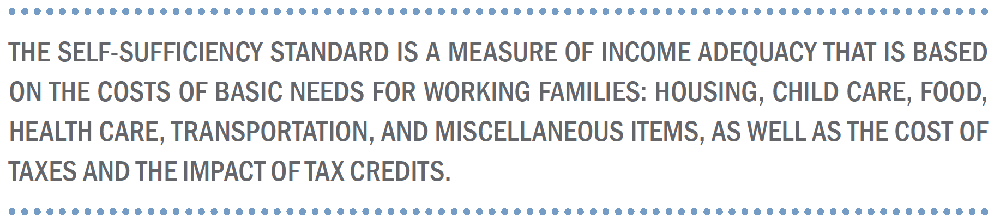 THE SELF-SUFFICIENCY STANDARD IS A MEASURE OF INCOME ADEQUACY THAT IS BASED
ON THE COSTS OF BASIC NEEDS FOR WORKING FAMILIES: HOUSING, CHILD CARE, FOOD,
HEALTH CARE, TRANSPORTATION, AND MISCELLANEOUS ITEMS, AS WELL AS THE COST OF
TAXES AND THE IMPACT OF TAX CREDITS.